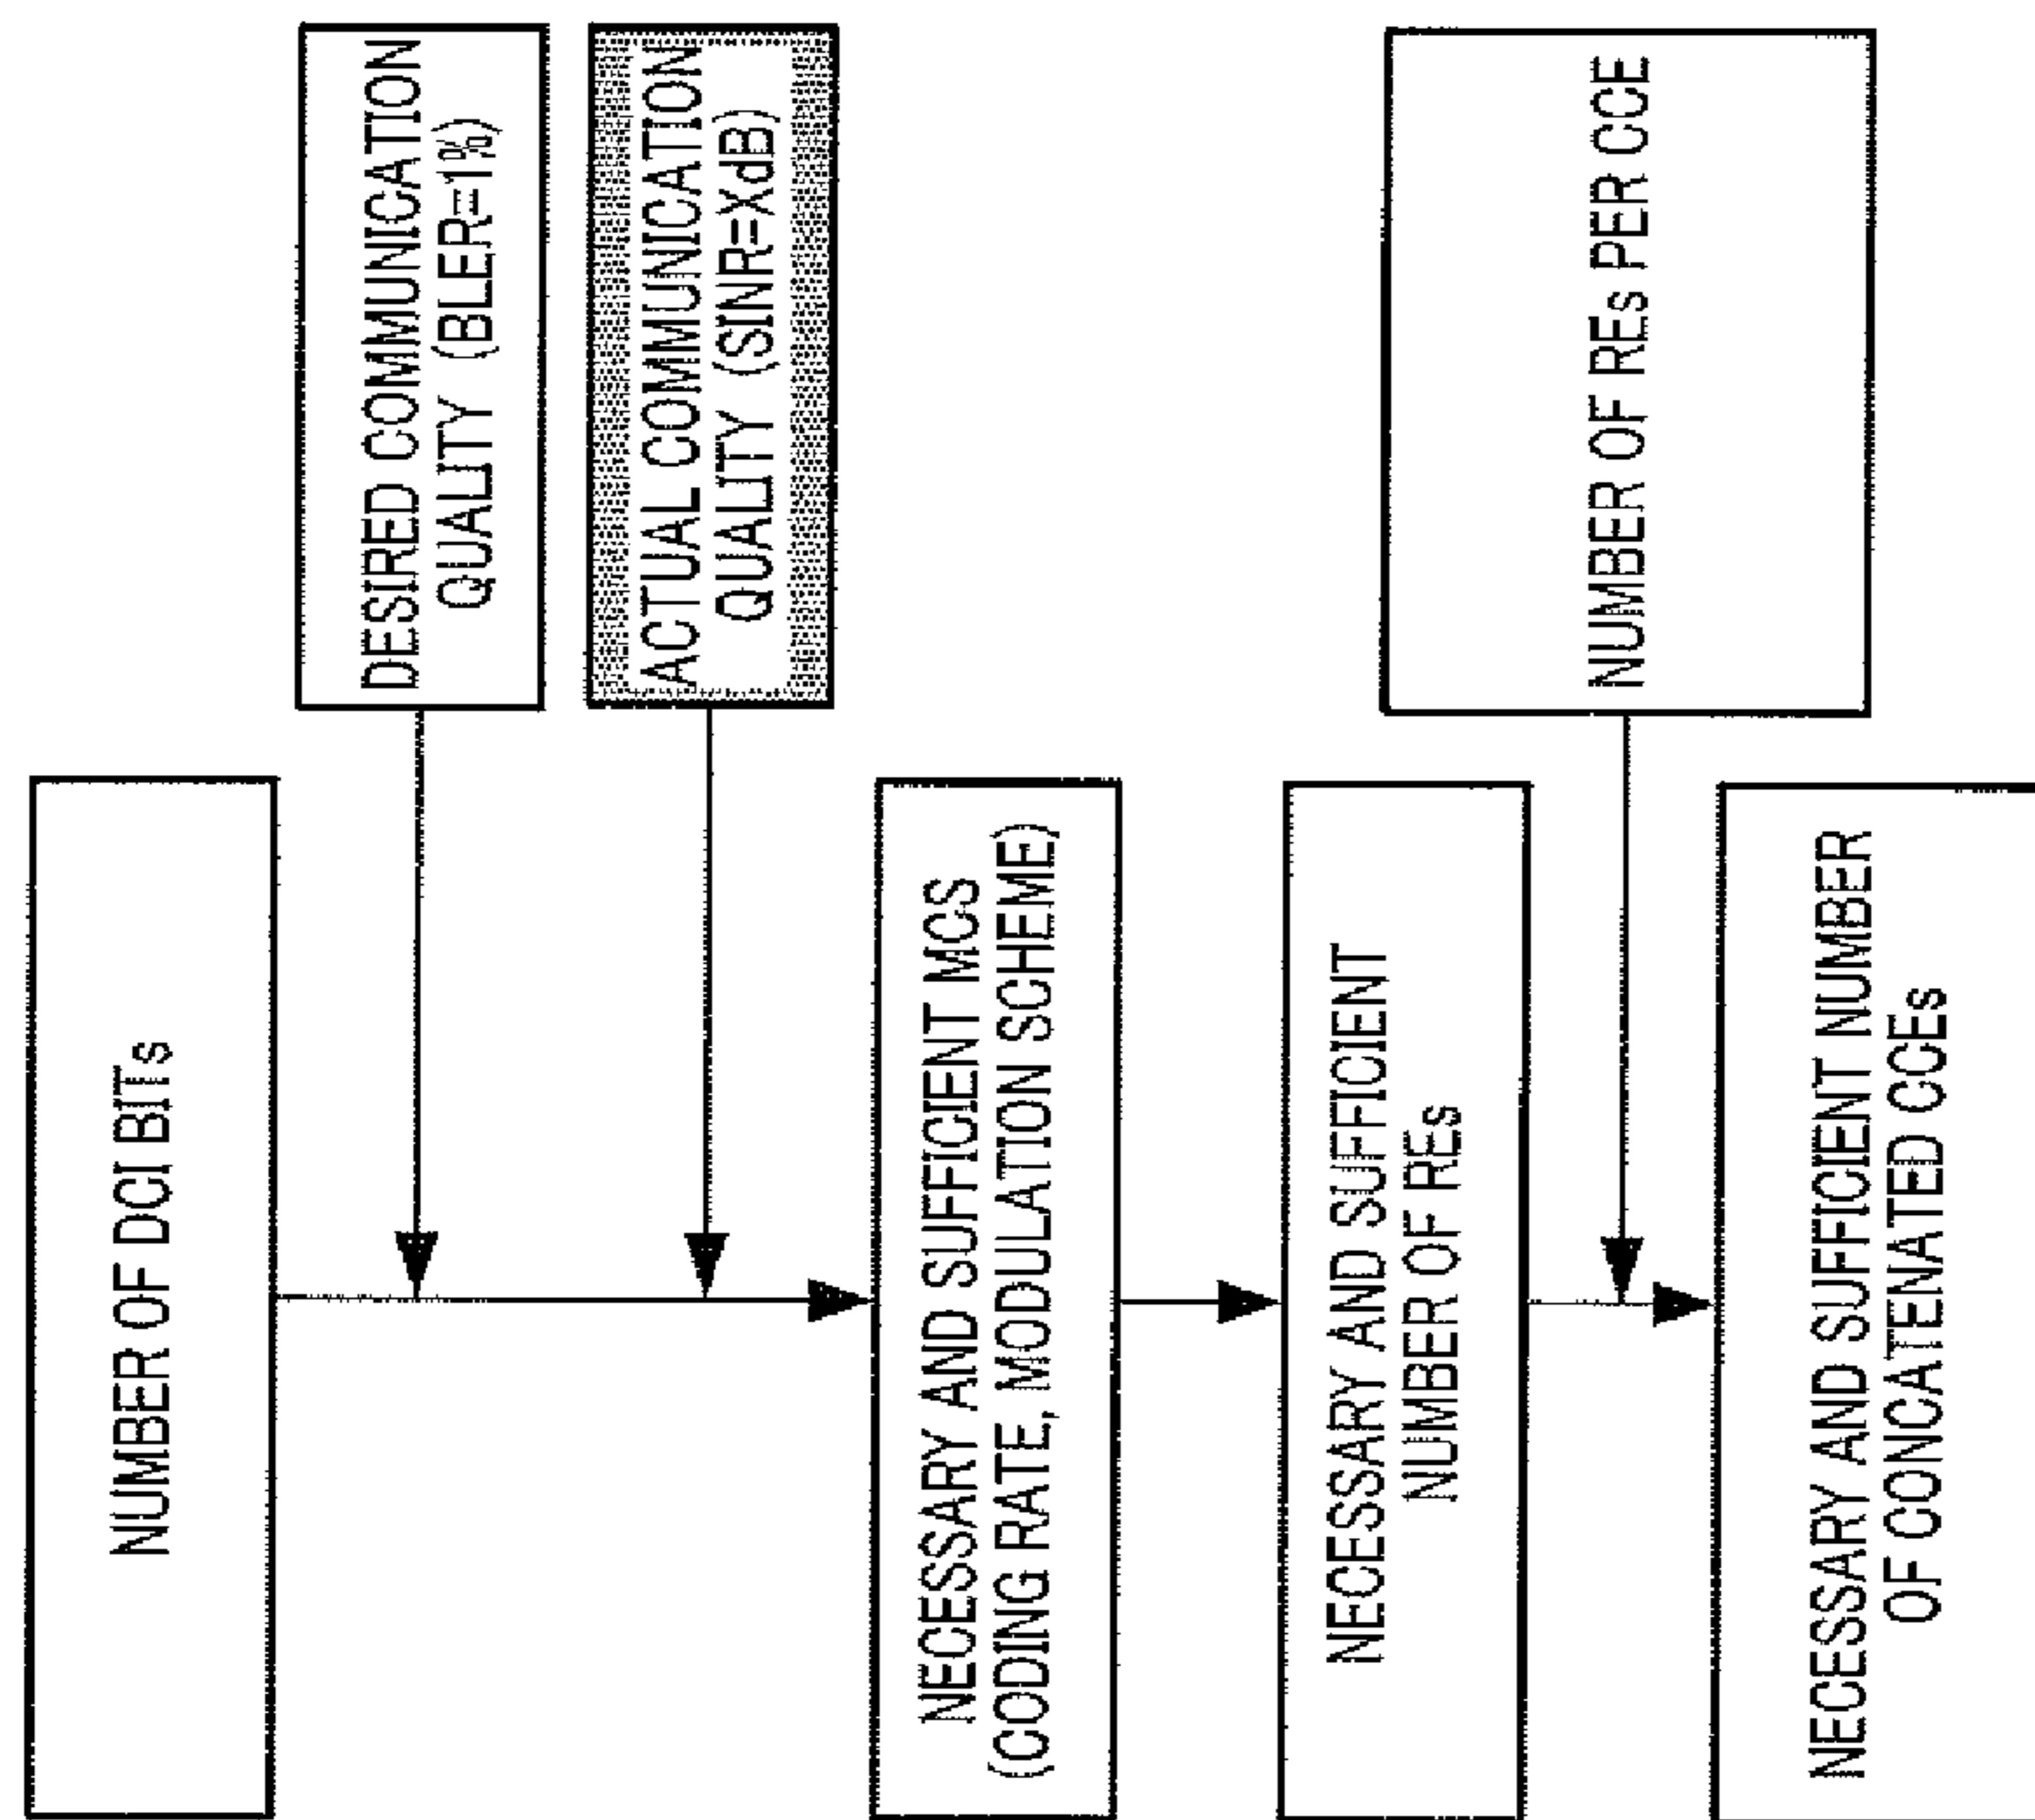 NUMBER OF DCI BITs
DESIRED COMMUNICATION
QUALITY (BLER=1%)
ACTUAL COMMUNICATION
QUALITY (SINR=XdB)
NECESSARY AND SUFFICIENT MCS
(CODING RATE, MODULATION SCHEME)
NECESSARY AND SUFFICIENT
NUMBER OF REs
NUMBER OF REs PER CCE
NECESSARY AND SUFFICIENT NUMBER
OF CONCATENATED CCEs